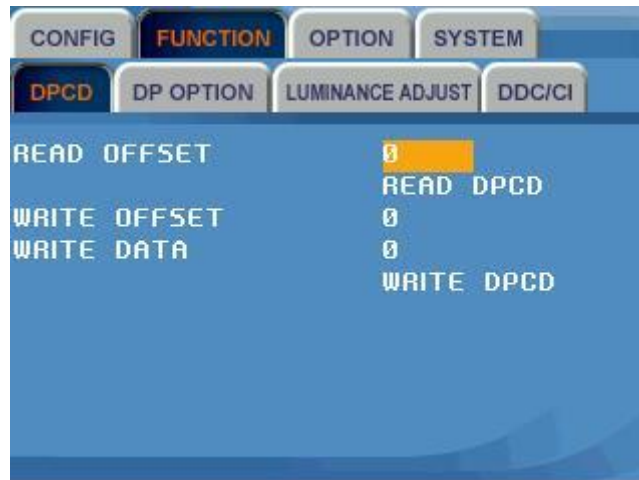 CONFIG FUNCTION OPTION SYSTEM
DPCD DP OPTION LUMINANCE ADJUST DDC/CI
READ OFFSET 0
READ DPCD
WRITE OFFSET 0
WRITE DATA 0
WRITE DPCD